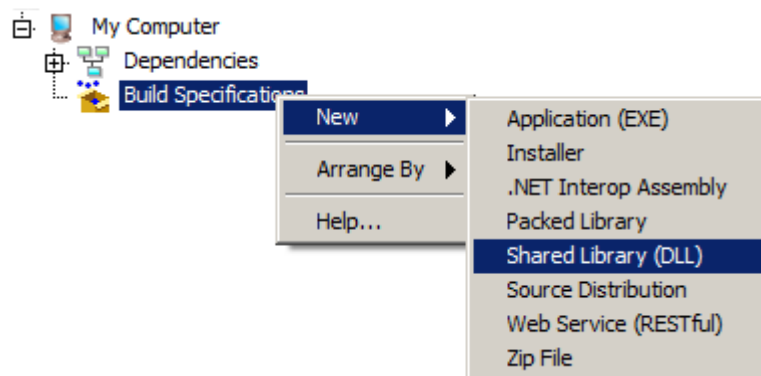 My Computer
Dependencies
Build Specifications
New
Arrange By
Help...
Application (EXE)
Installer
.NET Interop Assembly
Packed Library
Shared Library (DLL)
Source Distribution
Web Service (RESTful)
Zip File